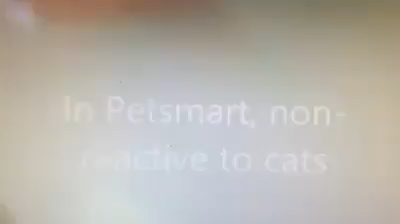 In Petsmart, non-
reactive to cats